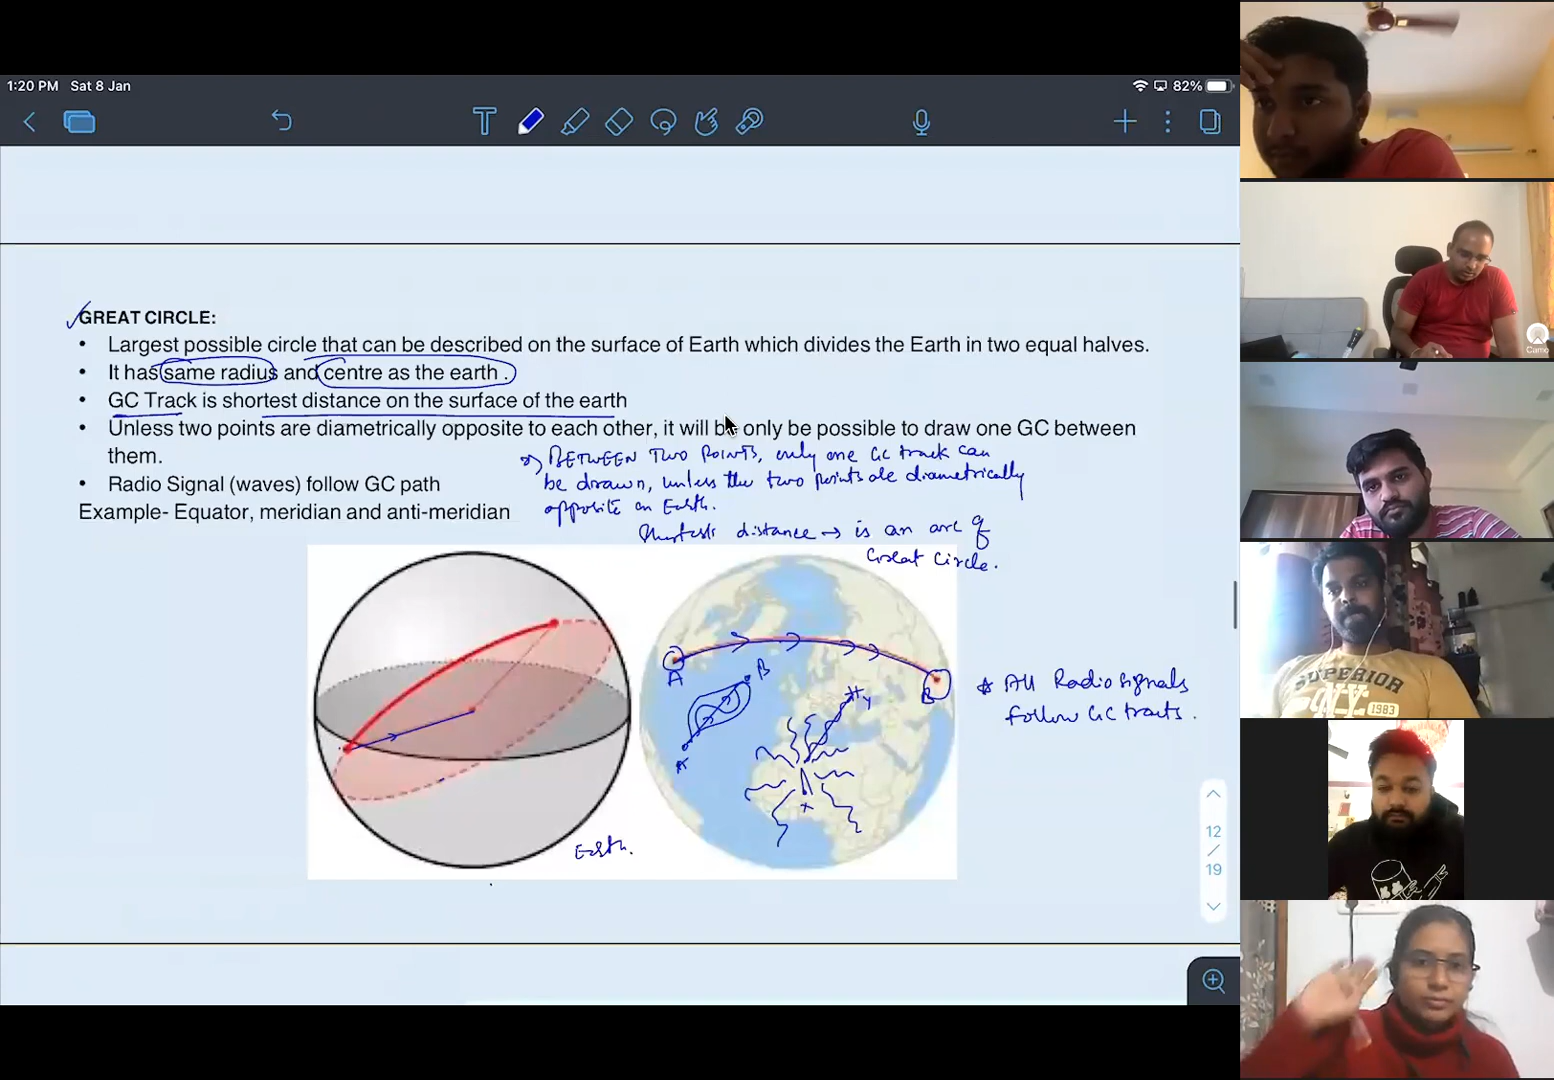 1:20 PM Sat 8 Jan
82%
GREAT CIRCLE:
• Largest possible circle that can be described on the surface of Earth which divides the Earth in two equal halves.
• It has same radius and centre as the earth .
• GC Track is shortest distance on the surface of the earth
• Unless two points are diametrically opposite to each other, it will be only be possible to draw one GC between
them.
BETWEEN TWO POINTS, only one GC track can
be drawn, unless the two points are diametrically
opposite on Earth.
• Radio Signal (waves) follow GC path
Example- Equator, meridian and anti-meridian
Shortest distance → is an arc of
Great Circle.
A
B
B
A
Y
X
Earth.
* All Radio signals
follow GC tracts.
12
/
19
Camo
SUPERIOR
N.Y.
1983